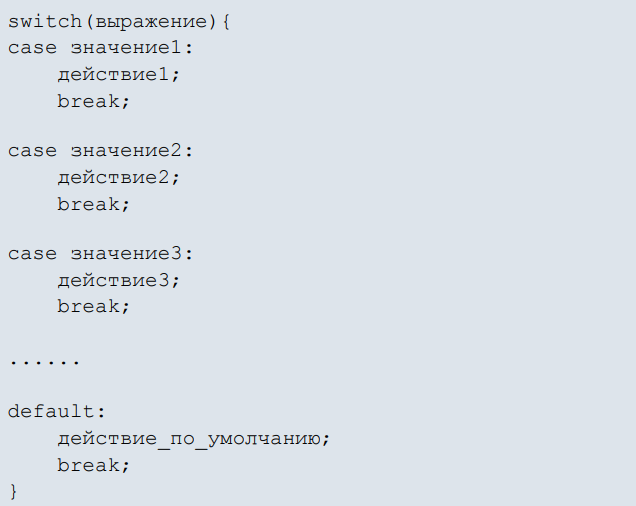 switch(выражение){
case значение1:
    действие1;
    break;

case значение2:
    действие2;
    break;

case значение3:
    действие3;
    break;

......

default:
    действие_по_умолчанию;
    break;
}